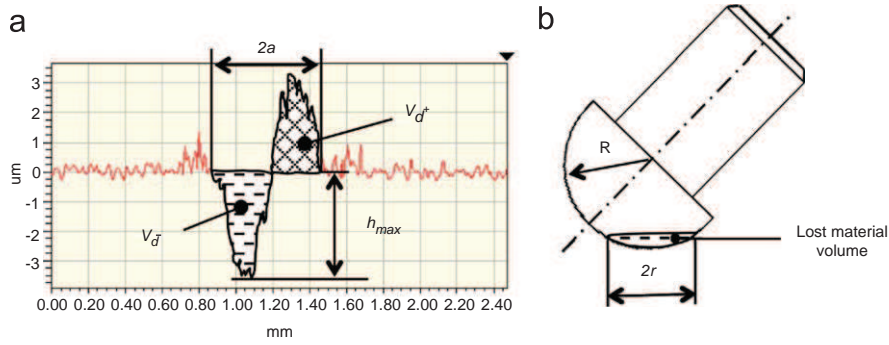 a
2a
3
2
1
0
-1
-2
-3
um
V_d+
V_d-
h_max
0.00 0.20 0.40 0.60 0.80 1.00 1.20 1.40 1.60 1.80 2.00 2.20 2.40
mm
b
R
Lost material
volume
2r